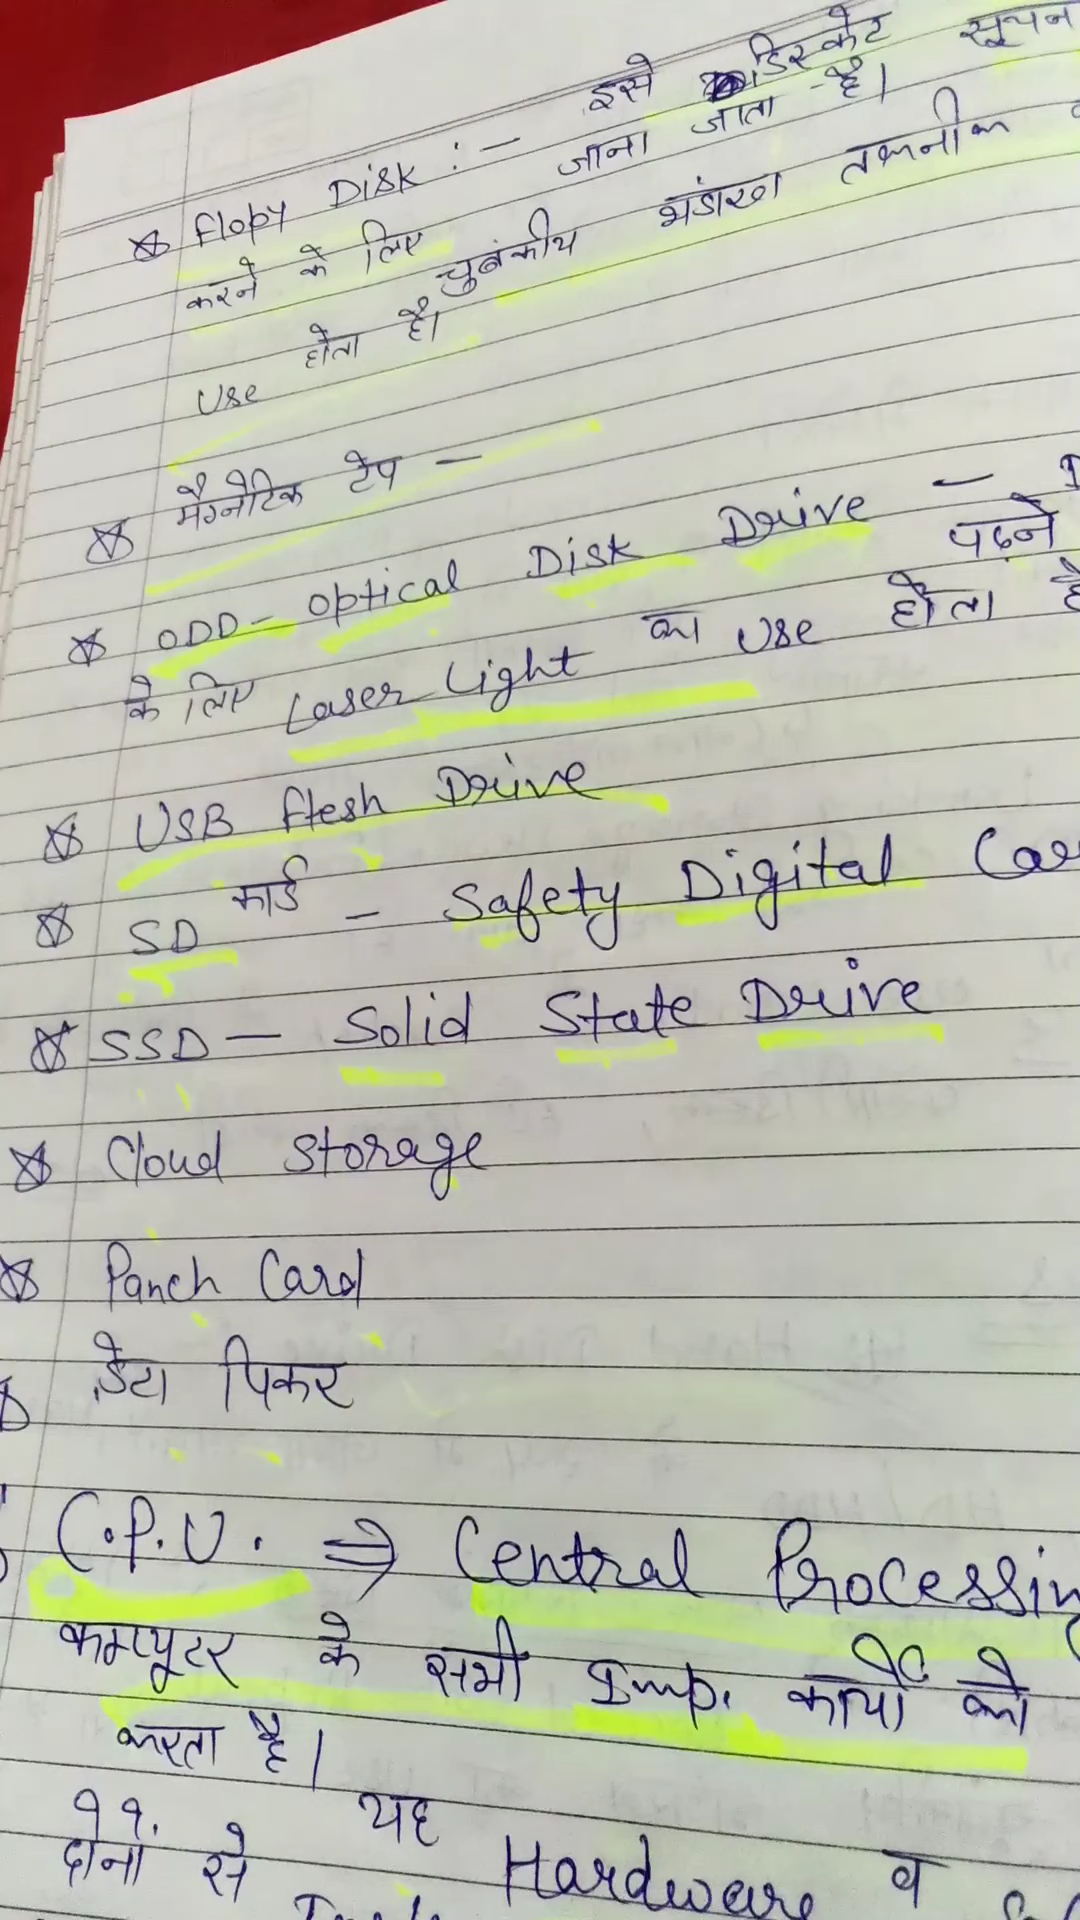 Flopy Disk :- इसे डिस्केट सूचन
करने के लिए जाना जाता है।
चुबंकीय भंडारण तकनीक
Use होता है।
मैग्नेटिक टेप -
ODD- Optical Disk Drive -
के लिए Laser Light का Use होता है
पढ़ने
USB flesh Drive
SD कार्ड - Safety Digital Car
SSD - Solid State Drive
Cloud Storage
Panch Card
डेटा पिकर
C.P.U. ⇒ Central Processin
कम्प्यूटर के सभी Imp. कार्यो को
करता है।
यह
दोनो से Hardware व